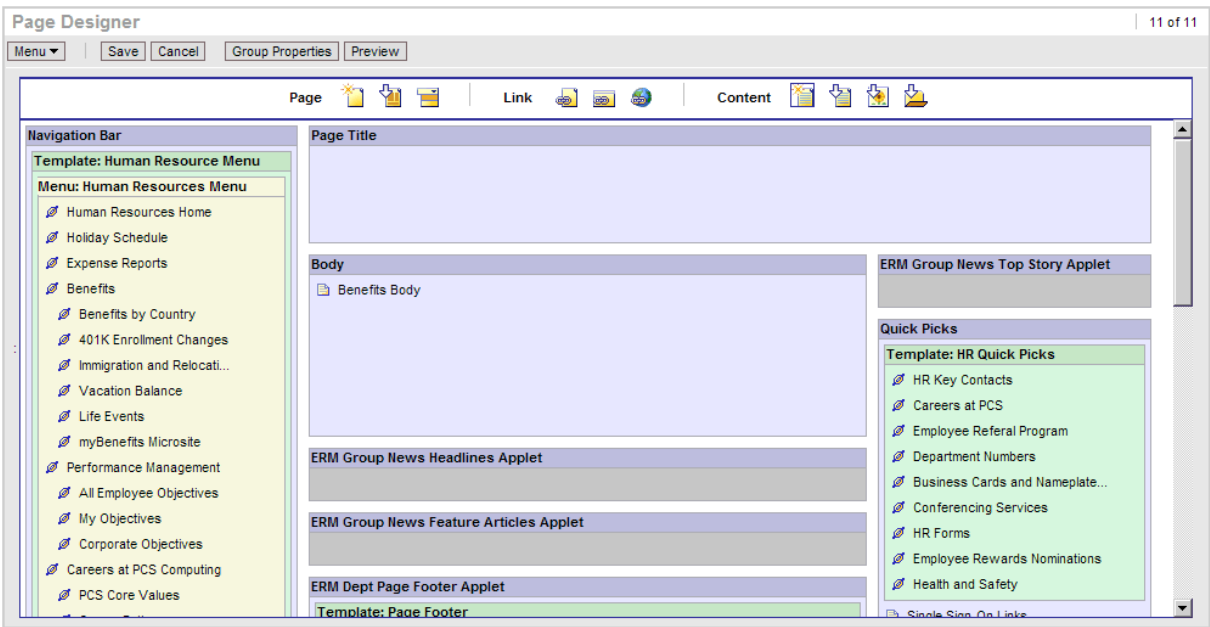 Page Designer
11 of 11
Menu
Save
Cancel
Group Properties
Preview
Page
Link
Content
Navigation Bar
Template: Human Resource Menu
Menu: Human Resources Menu
Human Resources Home
Holiday Schedule
Expense Reports
Benefits
Benefits by Country
401K Enrollment Changes
Immigration and Relocati...
Vacation Balance
Life Events
myBenefits Microsite
Performance Management
All Employee Objectives
My Objectives
Corporate Objectives
Careers at PCS Computing
PCS Core Values
Page Title
Body
Benefits Body
ERM Group News Headlines Applet
ERM Group News Feature Articles Applet
ERM Dept Page Footer Applet
Template: Page Footer
ERM Group News Top Story Applet
Quick Picks
Template: HR Quick Picks
HR Key Contacts
Careers at PCS
Employee Referal Program
Department Numbers
Business Cards and Nameplate...
Conferencing Services
HR Forms
Employee Rewards Nominations
Health and Safety
Single Sign-On Links